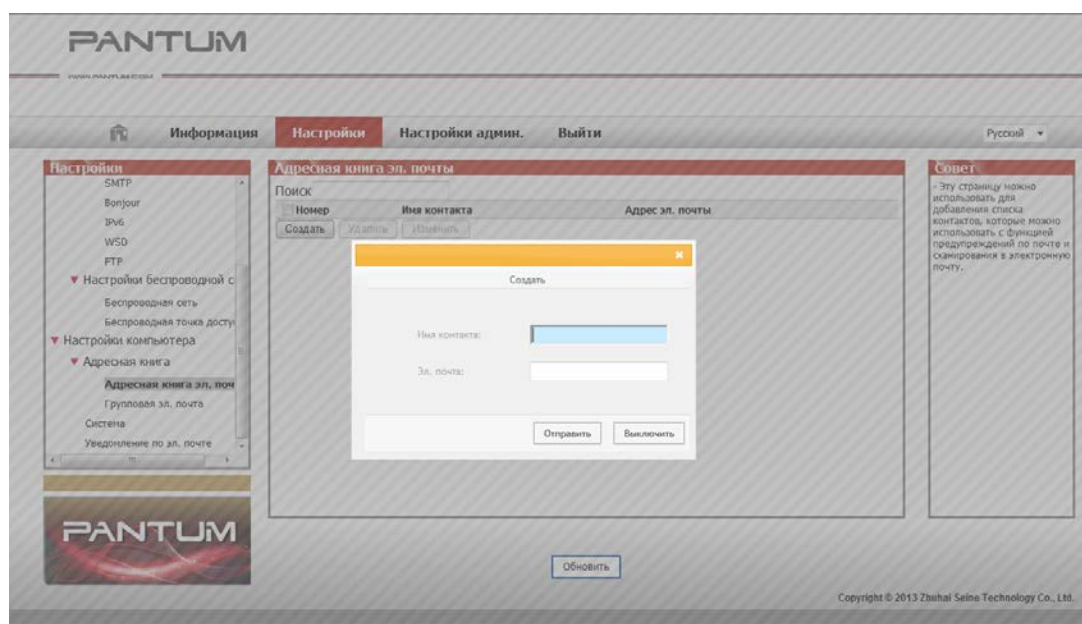 PANTUM
WWW.PANTUM.COM
Информация
Настройки
Настройки админ.
Выйти
Русский
Настройки
SMTP
Bonjour
IPv6
WSD
FTP
Настройки беспроводной с
Беспроводная сеть
Беспроводная точка досту
Настройки компьютера
Адресная книга
Адресная книга эл. поч
Групповая эл. почта
Система
Уведомление по эл. почте
PANTUM
Адресная книга эл. почты
Поиск
Номер Имя контакта Адрес эл. почты
Создать Удалить Изменить
Создать
Имя контакта:
Эл. почта:
Отправить Выключить
Обновить
Совет
- Эту страницу можно
использовать для
добавления списка
контактов, которые можно
использовать с функцией
предупреждений по почте и
сканирования в электронную
почту.
Copyright © 2013 Zhuhai Seine Technology Co., Ltd.